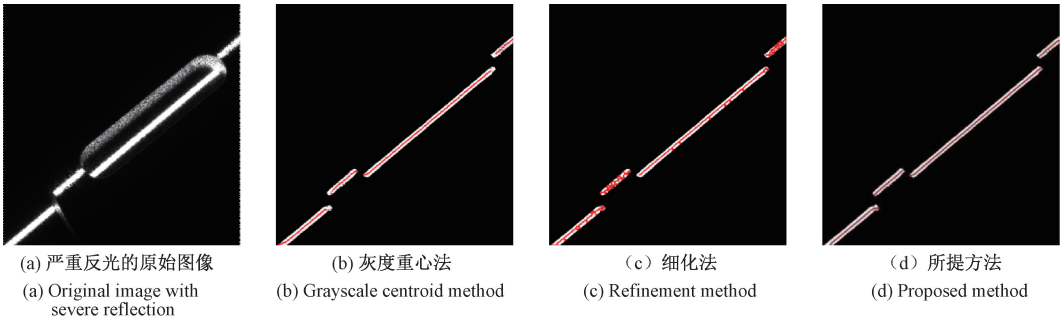 (a) 严重反光的原始图像
(b) 灰度重心法
（c）细化法
（d）所提方法
(a) Original image with
severe reflection
(b) Grayscale centroid method
(c) Refinement method
(d) Proposed method